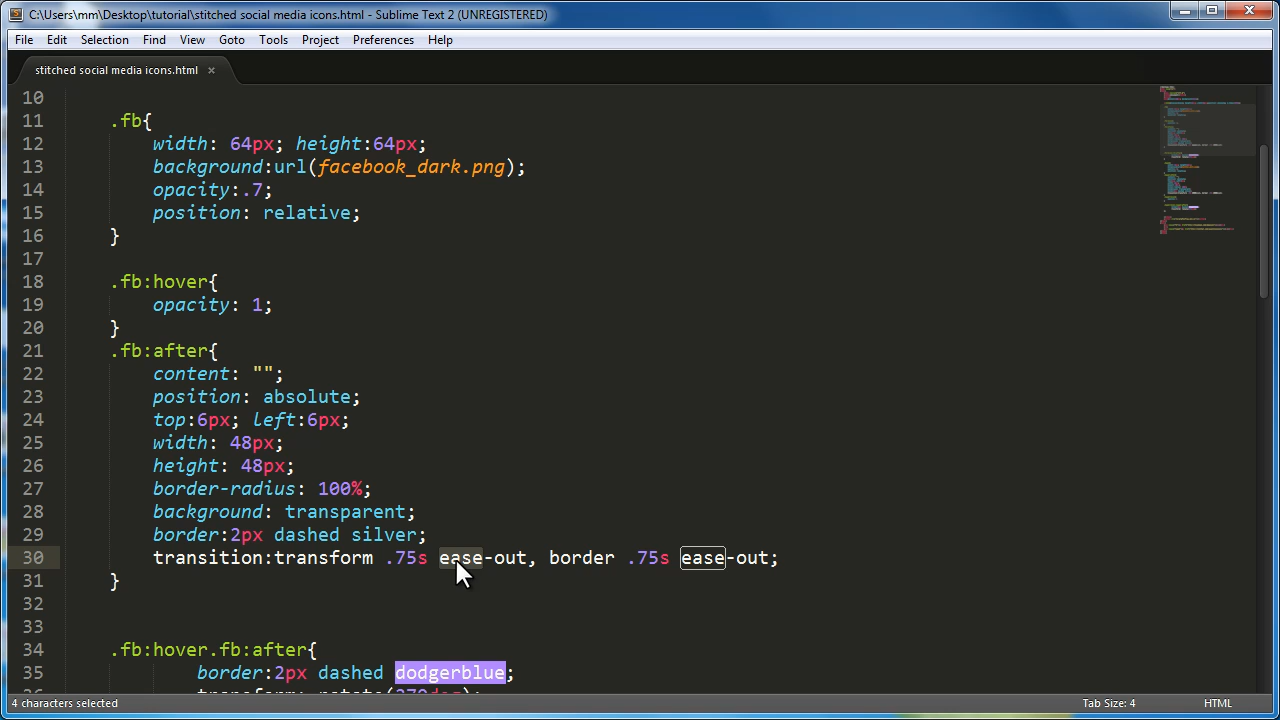 C:\Users\mm\Desktop\tutorial\stitched social media icons.html - Sublime Text 2 (UNREGISTERED)
File Edit Selection Find View Goto Tools Project Preferences Help
stitched social media icons.html ×
10
11 .fb{
12 width: 64px; height:64px;
13 background:url(facebook_dark.png);
14 opacity:.7;
15 position: relative;
16 }
17
18 .fb:hover{
19 opacity: 1;
20 }
21 .fb:after{
22 content: "";
23 position: absolute;
24 top:6px; left:6px;
25 width: 48px;
26 height: 48px;
27 border-radius: 100%;
28 background: transparent;
29 border:2px dashed silver;
30 transition:transform .75s ease-out, border .75s ease-out;
31 }
32
33
34 .fb:hover.fb:after{
35 border:2px dashed dodgerblue;
36 transform: rotate(270deg);
4 characters selected Tab Size: 4 HTML